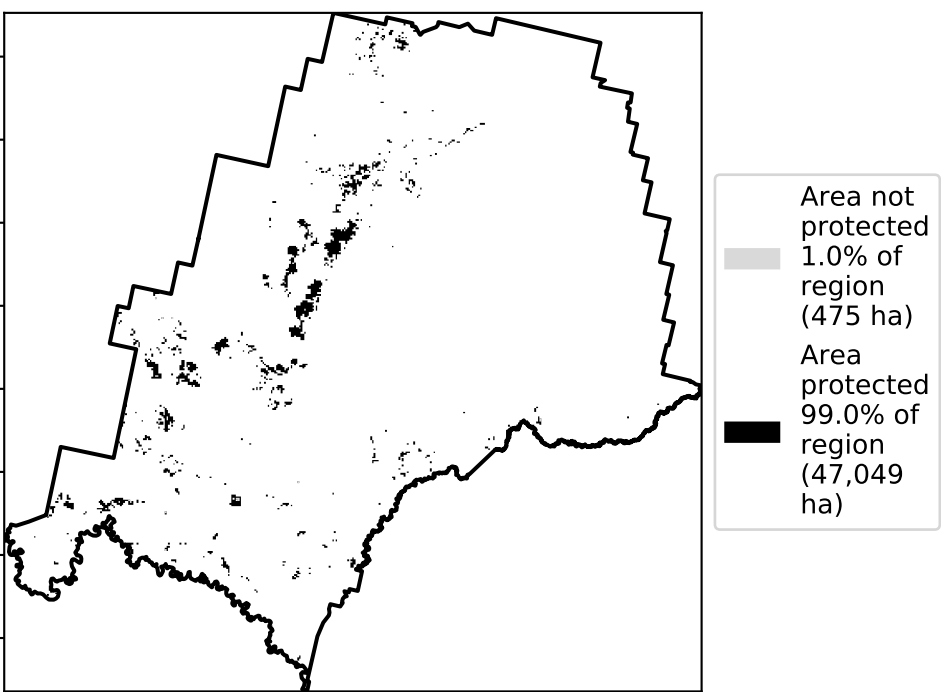 Area not
protected
1.0% of
region
(475 ha)
Area
protected
99.0% of
region
(47,049
ha)